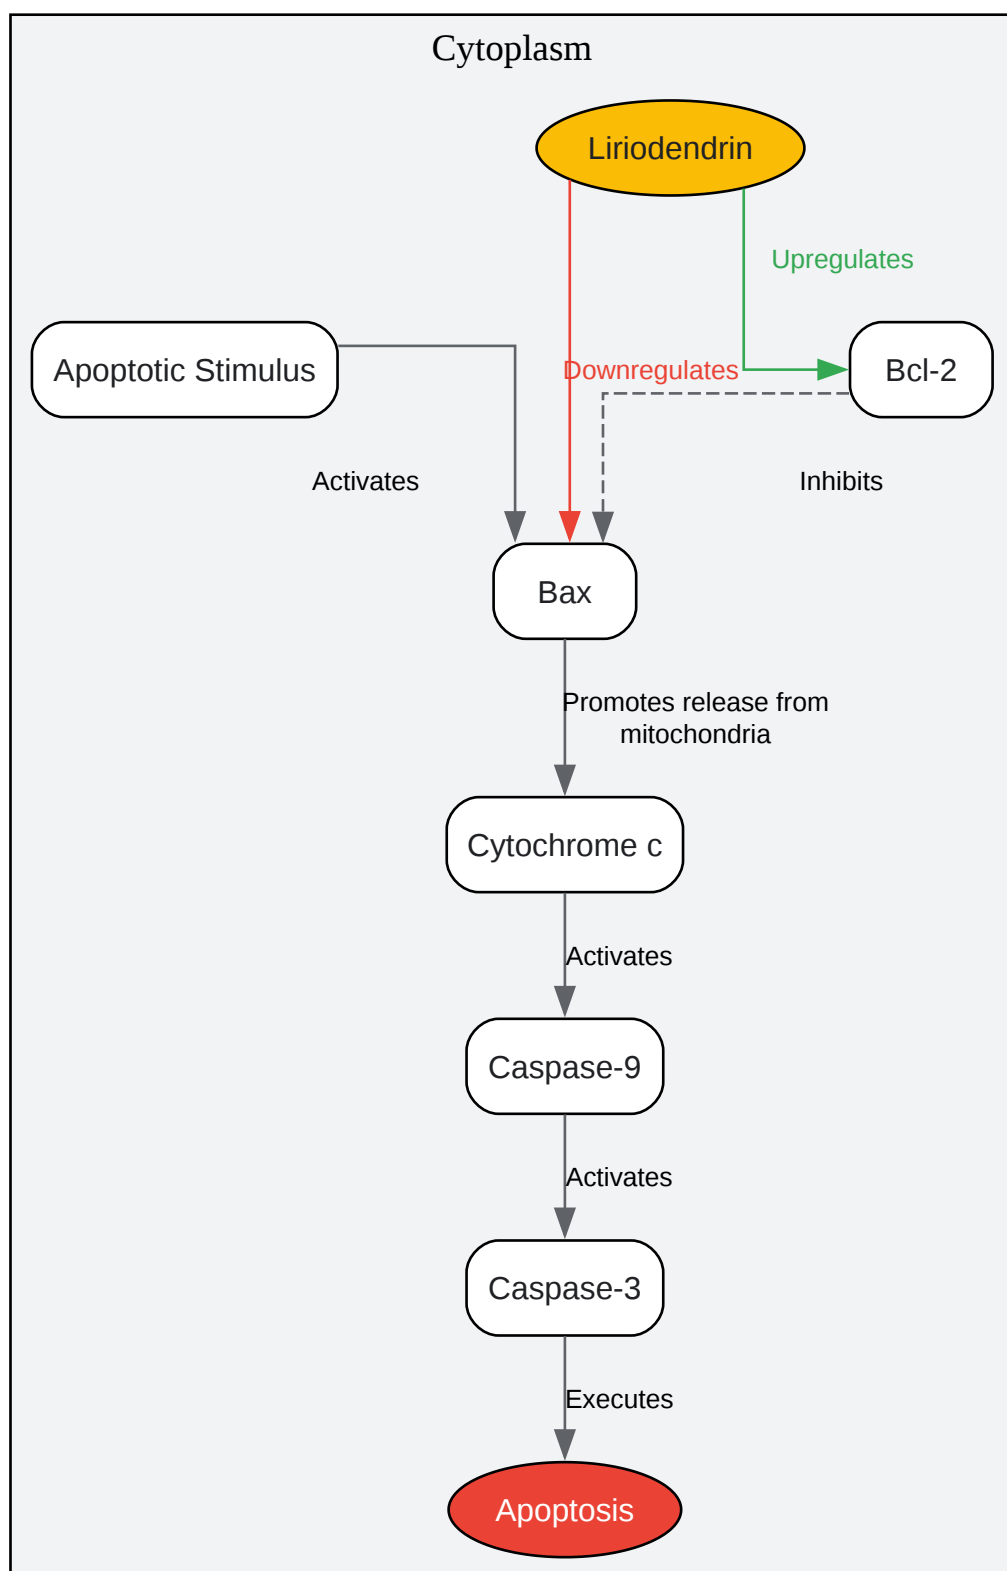 Cytoplasm
Liriodendrin
Upregulates
Apoptotic Stimulus
Downregulates
Bcl-2
Activates
Inhibits
Bax
Promotes release from
mitochondria
Cytochrome c
Activates
Caspase-9
Activates
Caspase-3
Executes
Apoptosis